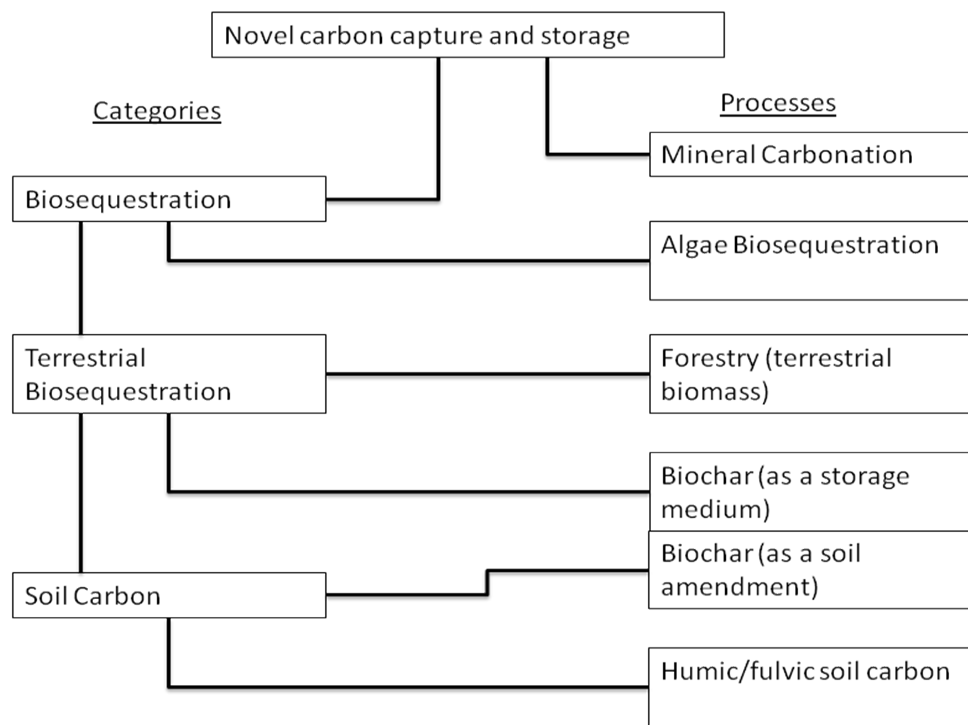 Novel carbon capture and storage
Categories
Processes
Mineral Carbonation
Biosequestration
Algae Biosequestration
Terrestrial
Biosequestration
Forestry (terrestrial
biomass)
Biochar (as a storage
medium)
Biochar (as a soil
amendment)
Soil Carbon
Humic/fulvic soil carbon